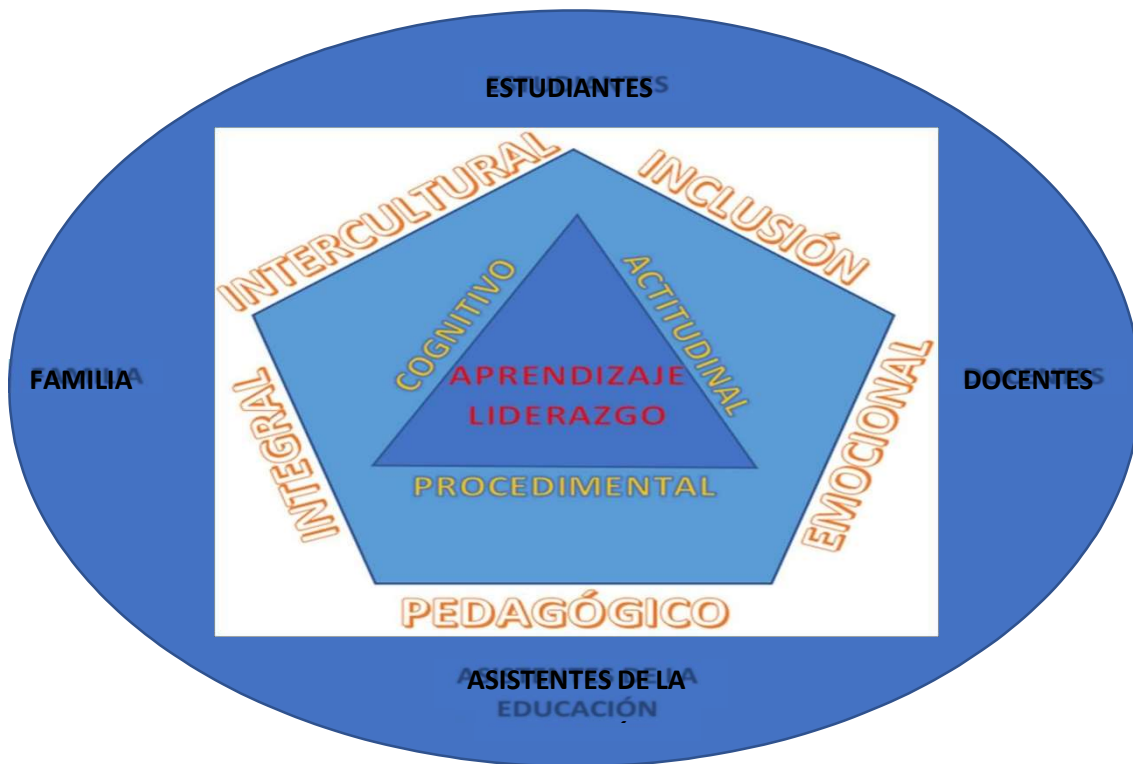 ESTUDIANTES
INTERCULTURAL
INCLUSIÓN
COGNITIVO
ACTITUDINAL
FAMILIA
APRENDIZAJE
LIDERAZGO
DOCENTES
INTEGRAL
EMOCIONAL
PROCEDIMENTAL
PEDAGÓGICO
ASISTENTES DE LA
EDUCACIÓN